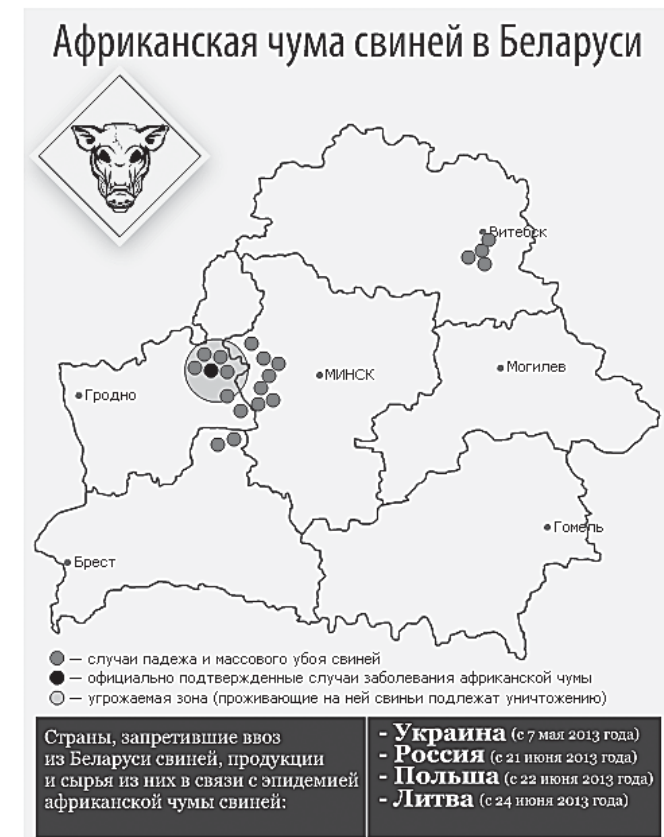 Африканская чума свиней в Беларуси
Витебск
МИНСК
Могилев
Гродно
Гомель
Брест
— случаи падежа и массового убоя свиней
— официально подтвержденные случаи заболевания африканской чумы
— угрожаемая зона (проживающие на ней свиньи подлежат уничтожению)
Страны, запретившие ввоз
из Беларуси свиней, продукции
и сырья из них в связи с эпидемией
африканской чумы свиней:
- Украина (с 7 мая 2013 года)
- Россия (с 21 июня 2013 года)
- Польша (с 22 июня 2013 года)
- Литва (с 24 июня 2013 года)